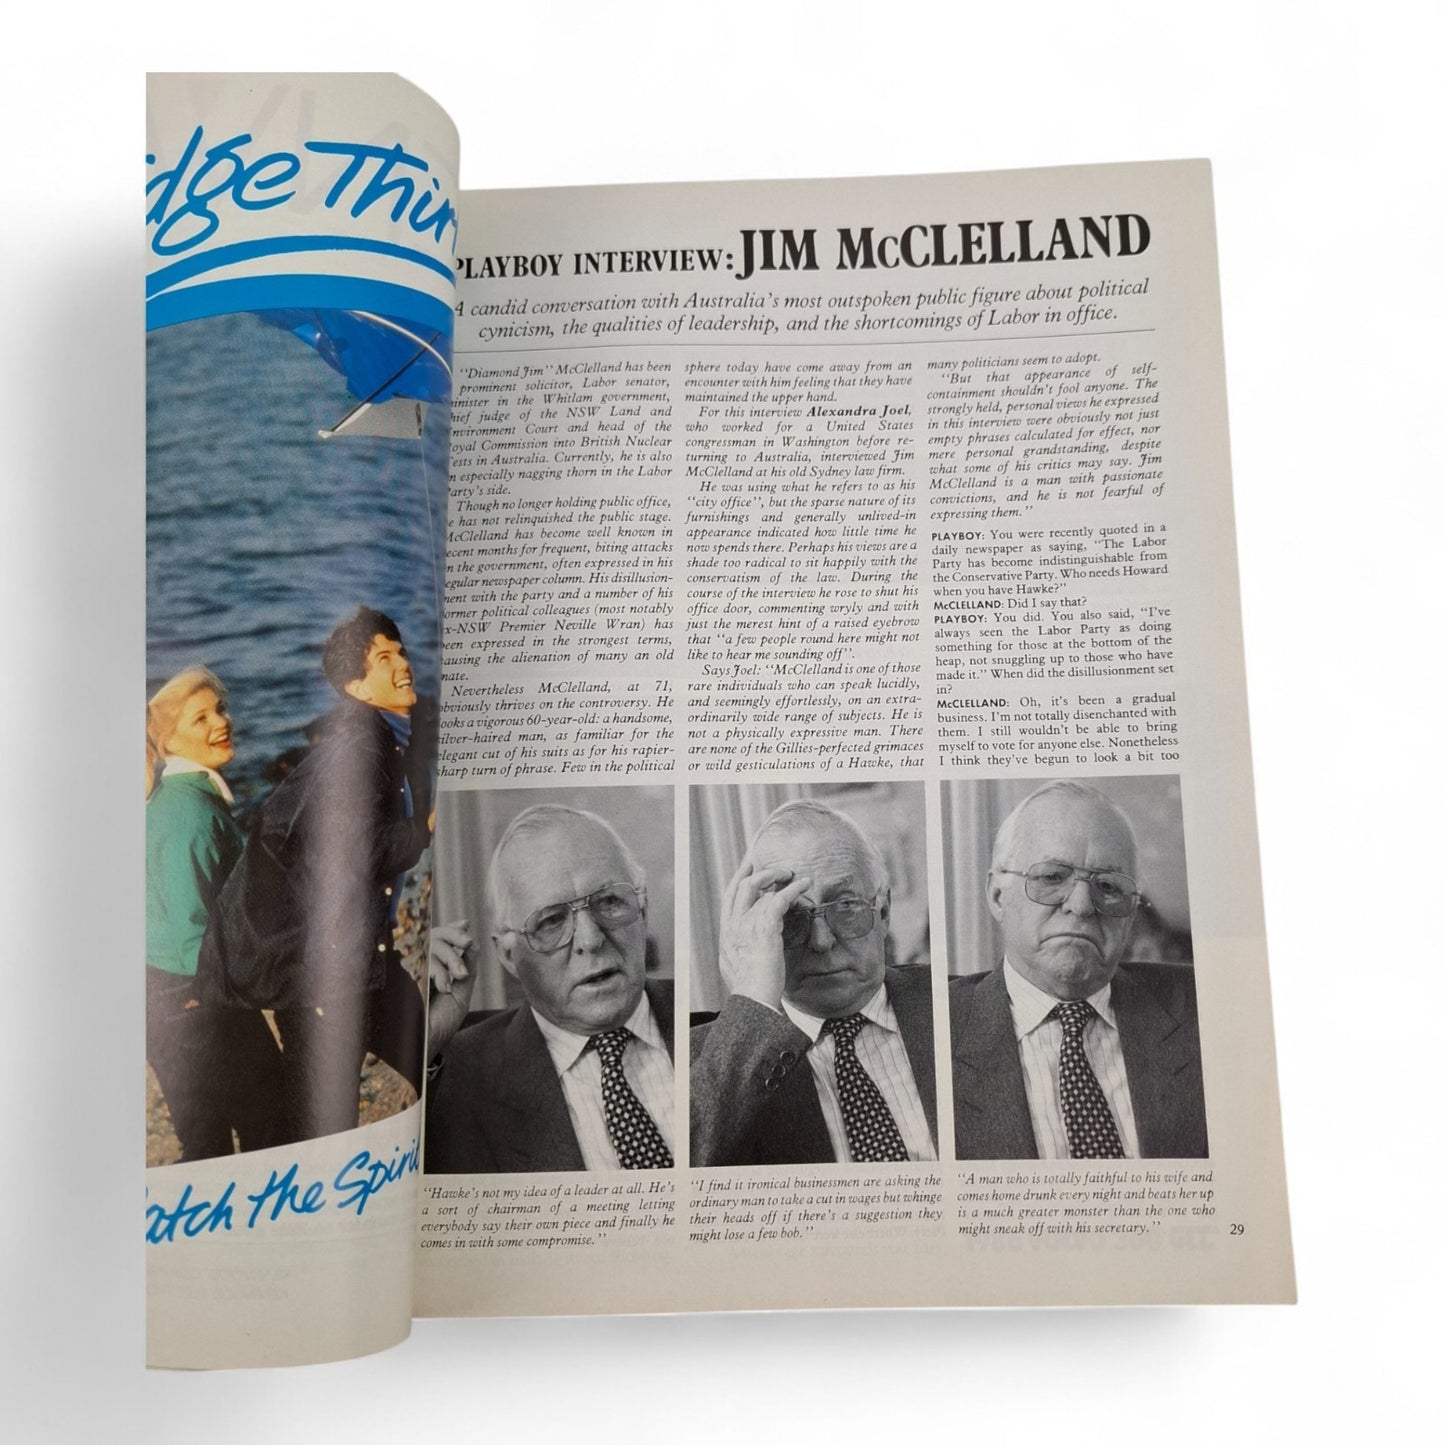 dge Thir
atch the Spirit
PLAYBOY INTERVIEW: JIM McCLELLAND
A candid conversation with Australia's most outspoken public figure about political
cynicism, the qualities of leadership, and the shortcomings of Labor in office.
"Diamond Jim" McClelland has been
prominent solicitor, Labor senator,
minister in the Whitlam government,
chief judge of the NSW Land and
Environment Court and head of the
Royal Commission into British Nuclear
Tests in Australia. Currently, he is also
an especially nagging thorn in the Labor
Party's side.
Though no longer holding public office,
he has not relinquished the public stage.
McClelland has become well known in
recent months for frequent, biting attacks
on the government, often expressed in his
regular newspaper column. His disillusion-
ment with the party and a number of his
former political colleagues (most notably
ex-NSW Premier Neville Wran) has
been expressed in the strongest terms,
causing the alienation of many an old
mate.
Nevertheless McClelland, at 71,
obviously thrives on the controversy. He
looks a vigorous 60-year-old: a handsome,
silver-haired man, as familiar for the
elegant cut of his suits as for his rapier-
sharp turn of phrase. Few in the political
sphere today have come away from an
encounter with him feeling that they have
maintained the upper hand.
For this interview Alexandra Joel,
who worked for a United States
congressman in Washington before re-
turning to Australia, interviewed Jim
McClelland at his old Sydney law firm.
He was using what he refers to as his
"city office", but the sparse nature of its
furnishings and generally unlived-in
appearance indicated how little time he
now spends there. Perhaps his views are a
shade too radical to sit happily with the
conservatism of the law. During the
course of the interview he rose to shut his
office door, commenting wryly and with
just the merest hint of a raised eyebrow
that "a few people round here might not
like to hear me sounding off".
Says Joel: "McClelland is one of those
rare individuals who can speak lucidly,
and seemingly effortlessly, on an extra-
ordinarily wide range of subjects. He is
not a physically expressive man. There
are none of the Gillies-perfected grimaces
or wild gesticulations of a Hawke, that
many politicians seem to adopt.
"But that appearance of self-
containment shouldn't fool anyone. The
strongly held, personal views he expressed
in this interview were obviously not just
empty phrases calculated for effect, nor
mere personal grandstanding, despite
what some of his critics may say. Jim
McClelland is a man with passionate
convictions, and he is not fearful of
expressing them."
PLAYBOY: You were recently quoted in a
daily newspaper as saying, "The Labor
Party has become indistinguishable from
the Conservative Party. Who needs Howard
when you have Hawke?"
McCLELLAND: Did I say that?
PLAYBOY: You did. You also said, "I've
always seen the Labor Party as doing
something for those at the bottom of the
heap, not snuggling up to those who have
made it." When did the disillusionment set
in?
McCLELLAND: Oh, it's been a gradual
business. I'm not totally disenchanted with
them. I still wouldn't be able to bring
myself to vote for anyone else. Nonetheless
I think they've begun to look a bit too
"Hawke's not my idea of a leader at all. He's
a sort of chairman of a meeting letting
everybody say their own piece and finally he
comes in with some compromise."
"I find it ironical businessmen are asking the
ordinary man to take a cut in wages but whinge
their heads off if there's a suggestion they
might lose a few bob."
"A man who is totally faithful to his wife and
comes home drunk every night and beats her up
is a much greater monster than the one who
might sneak off with his secretary."
29